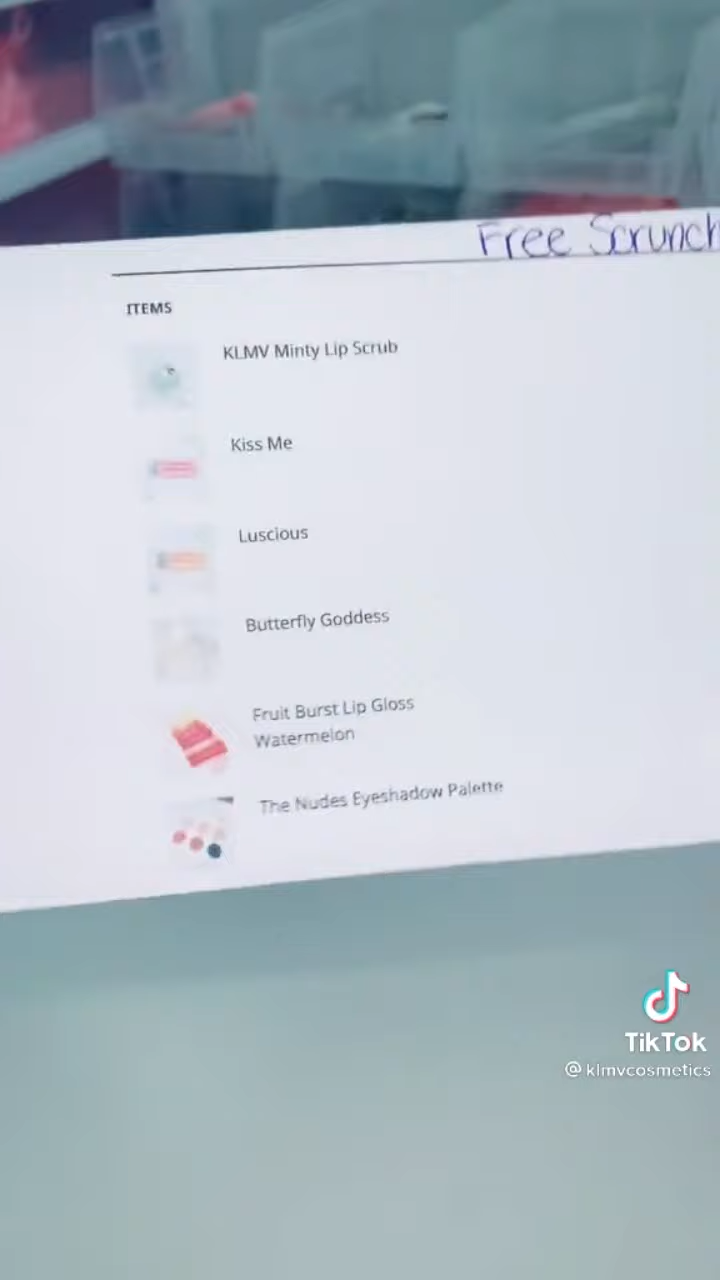 Free Scrunch
ITEMS
KLMV Minty Lip Scrub
Kiss Me
Luscious
Butterfly Goddess
Fruit Burst Lip Gloss
Watermelon
The Nudes Eyeshadow Palette
TikTok
@klmvcosmetics